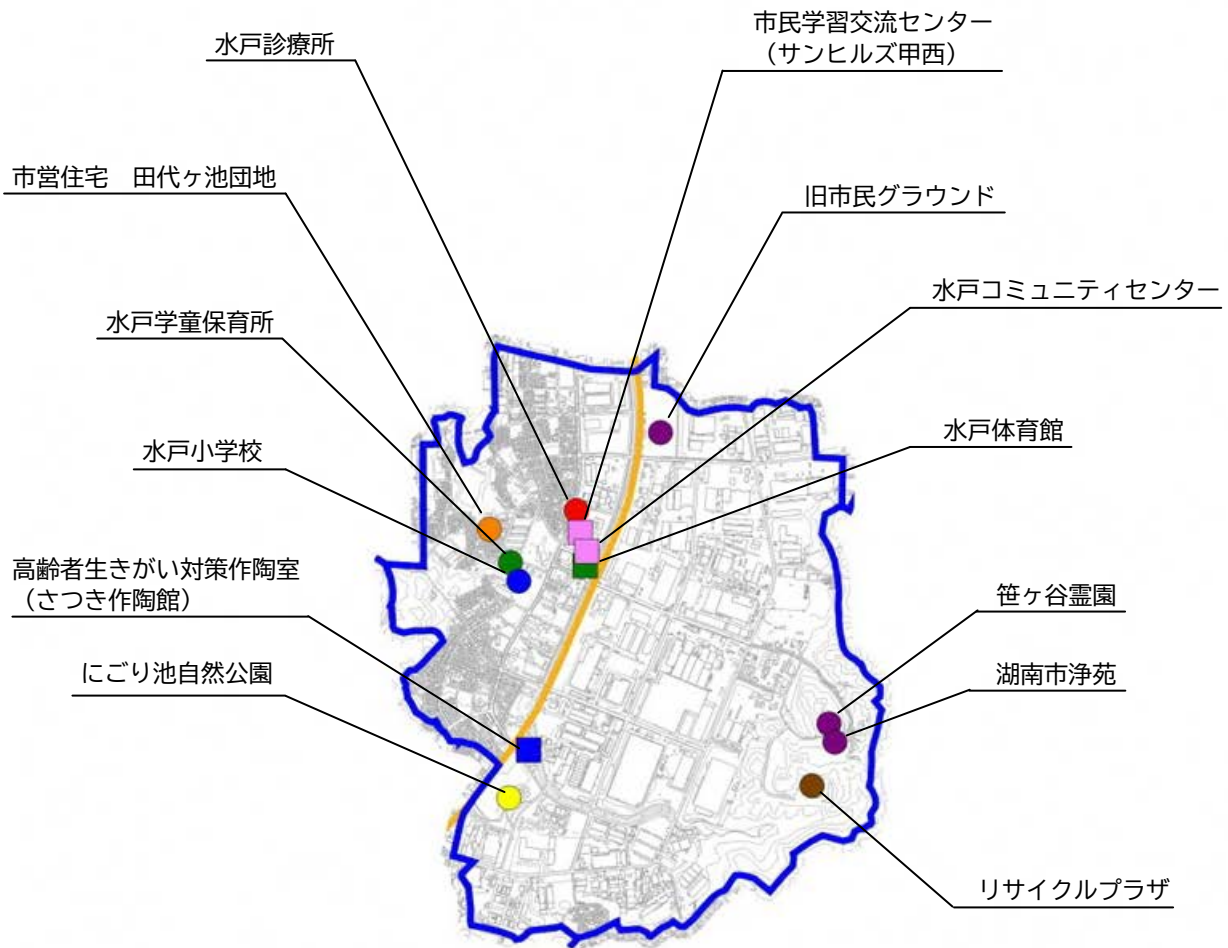 市民学習交流センター
（サンヒルズ甲西）
水戸診療所
市営住宅　田代ヶ池団地
旧市民グラウンド
水戸コミュニティセンター
水戸学童保育所
水戸体育館
水戸小学校
高齢者生きがい対策作陶室
（さつき作陶館）
笹ヶ谷霊園
にごり池自然公園
湖南市浄苑
リサイクルプラザ